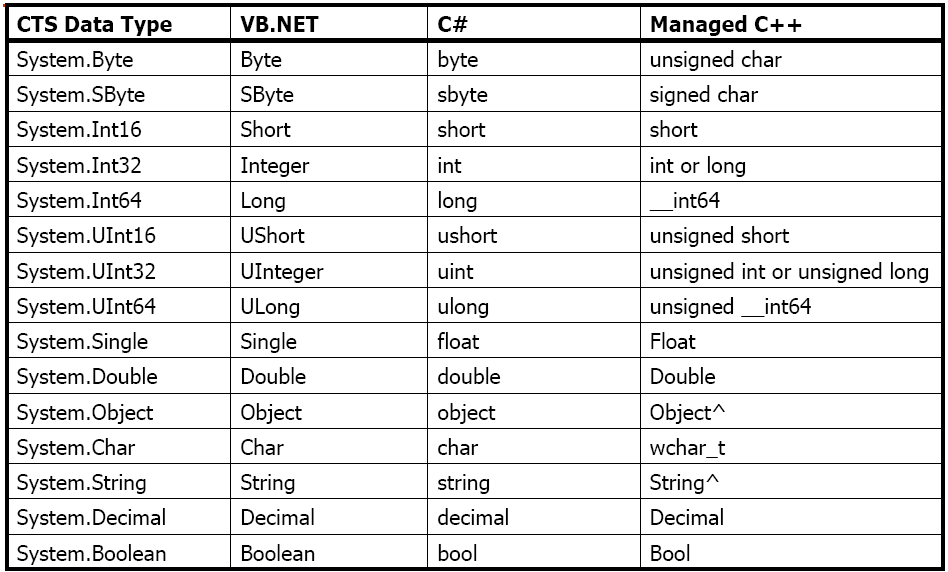 CTS Data Type VB.NET C# Managed C++
System.Byte Byte byte unsigned char
System.SByte SByte sbyte signed char
System.Int16 Short short short
System.Int32 Integer int int or long
System.Int64 Long long __int64
System.UInt16 UShort ushort unsigned short
System.UInt32 UInteger uint unsigned int or unsigned long
System.UInt64 ULong ulong unsigned __int64
System.Single Single float Float
System.Double Double double Double
System.Object Object object Object^
System.Char Char char wchar_t
System.String String string String^
System.Decimal Decimal decimal Decimal
System.Boolean Boolean bool Bool